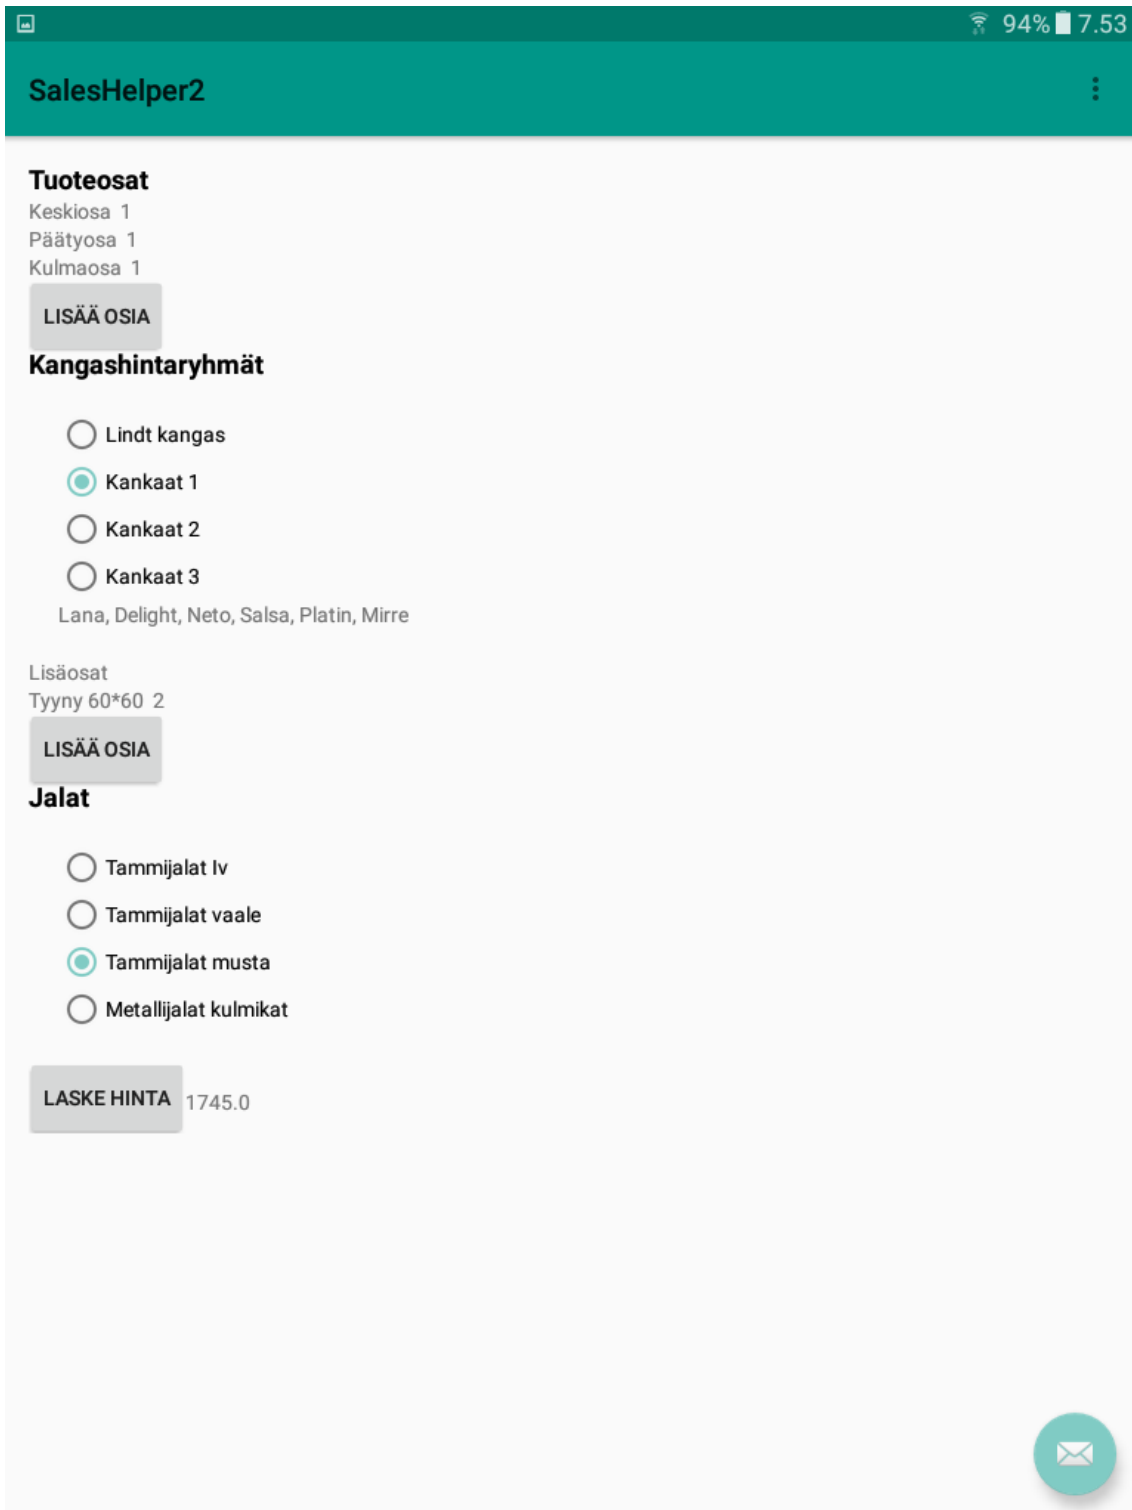 94% 7.53
SalesHelper2
Tuoteosat
Keskiosa 1
Päätyosa 1
Kulmaosa 1
LISÄÄ OSIA
Kangashintaryhmät
Lindt kangas
Kankaat 1
Kankaat 2
Kankaat 3
Lana, Delight, Neto, Salsa, Platin, Mirre
Lisäosat
Tyyny 60*60 2
LISÄÄ OSIA
Jalat
Tammijalat lv
Tammijalat vaale
Tammijalat musta
Metallijalat kulmikat
LASKE HINTA 1745.0